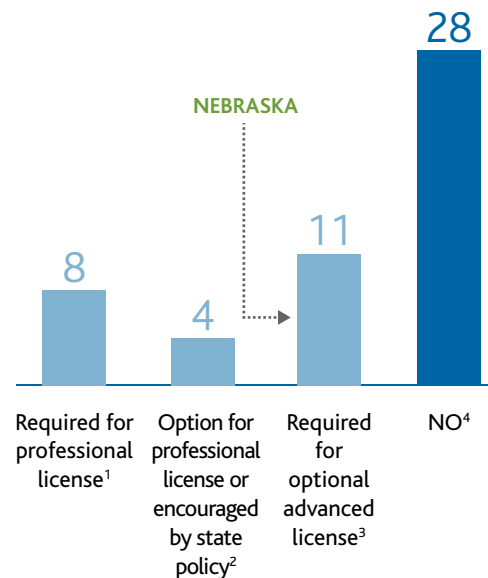 28
NEBRASKA
11
8
4
Required for
professional
license1
Option for
professional
license or
encouraged
by state
policy2
Required
for
optional
advanced
license3
NO4